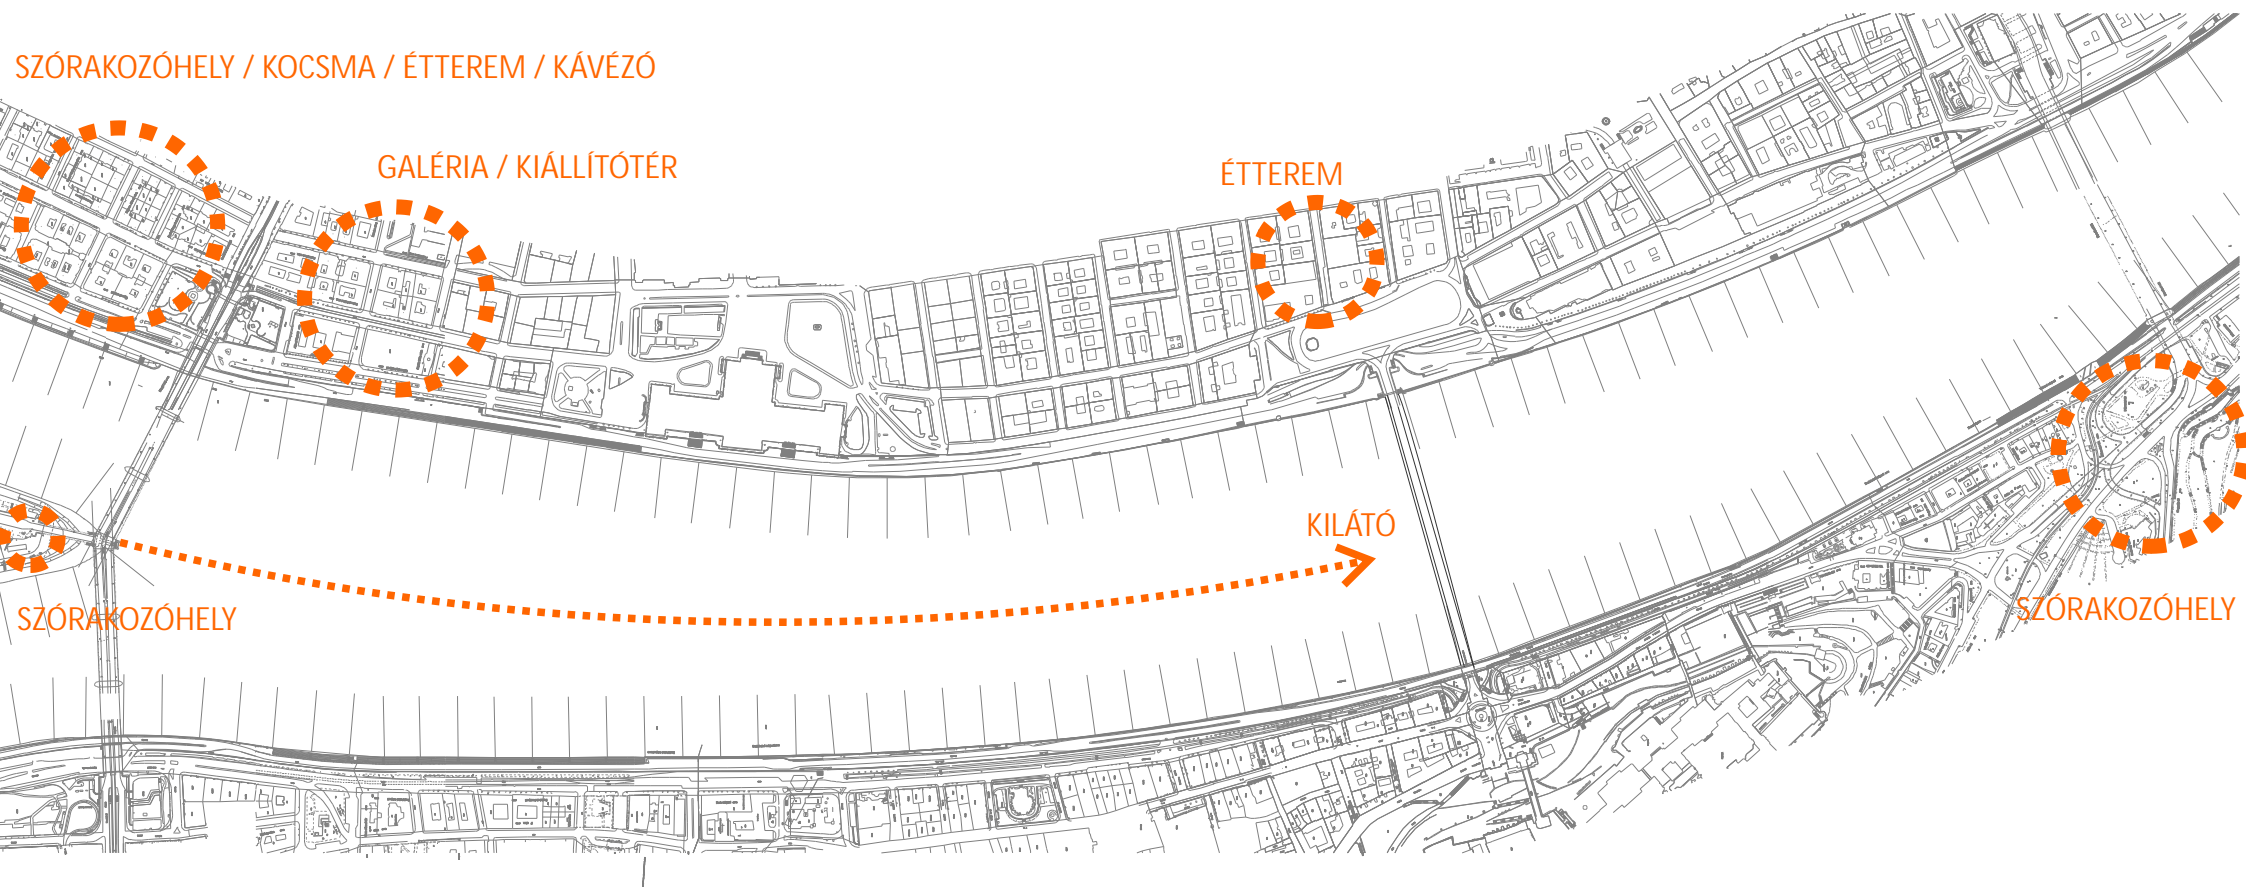 SZÓRAKOZÓHELY / KOCSMA / ÉTTEREM / KÁVÉZÓ
GALÉRIA / KIÁLLÍTÓTÉR
ÉTTEREM
KILÁTÓ
SZÓRAKOZÓHELY
SZÓRAKOZÓHELY